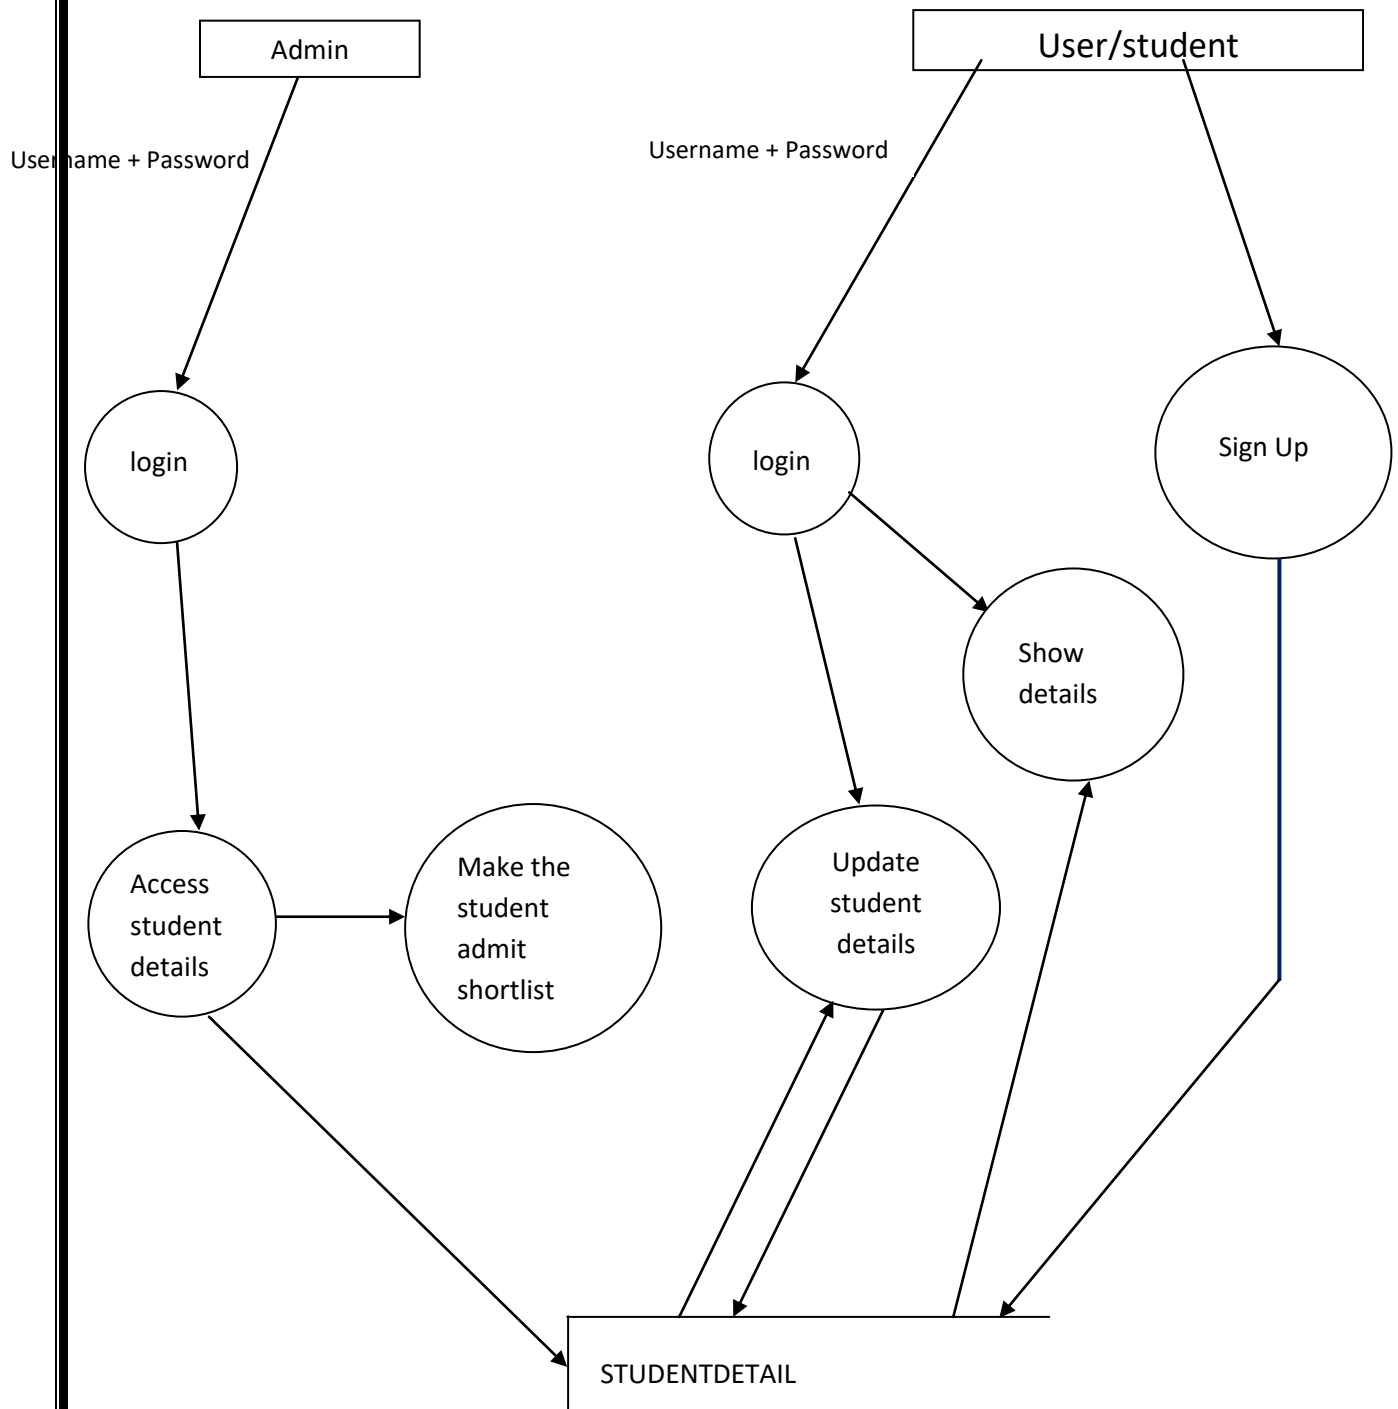 Admin
User/student
Username + Password
Username + Password
login
login
Sign Up
Show
details
Access
student
details
Make the
student
admit
shortlist
Update
student
details
STUDENTDETAIL